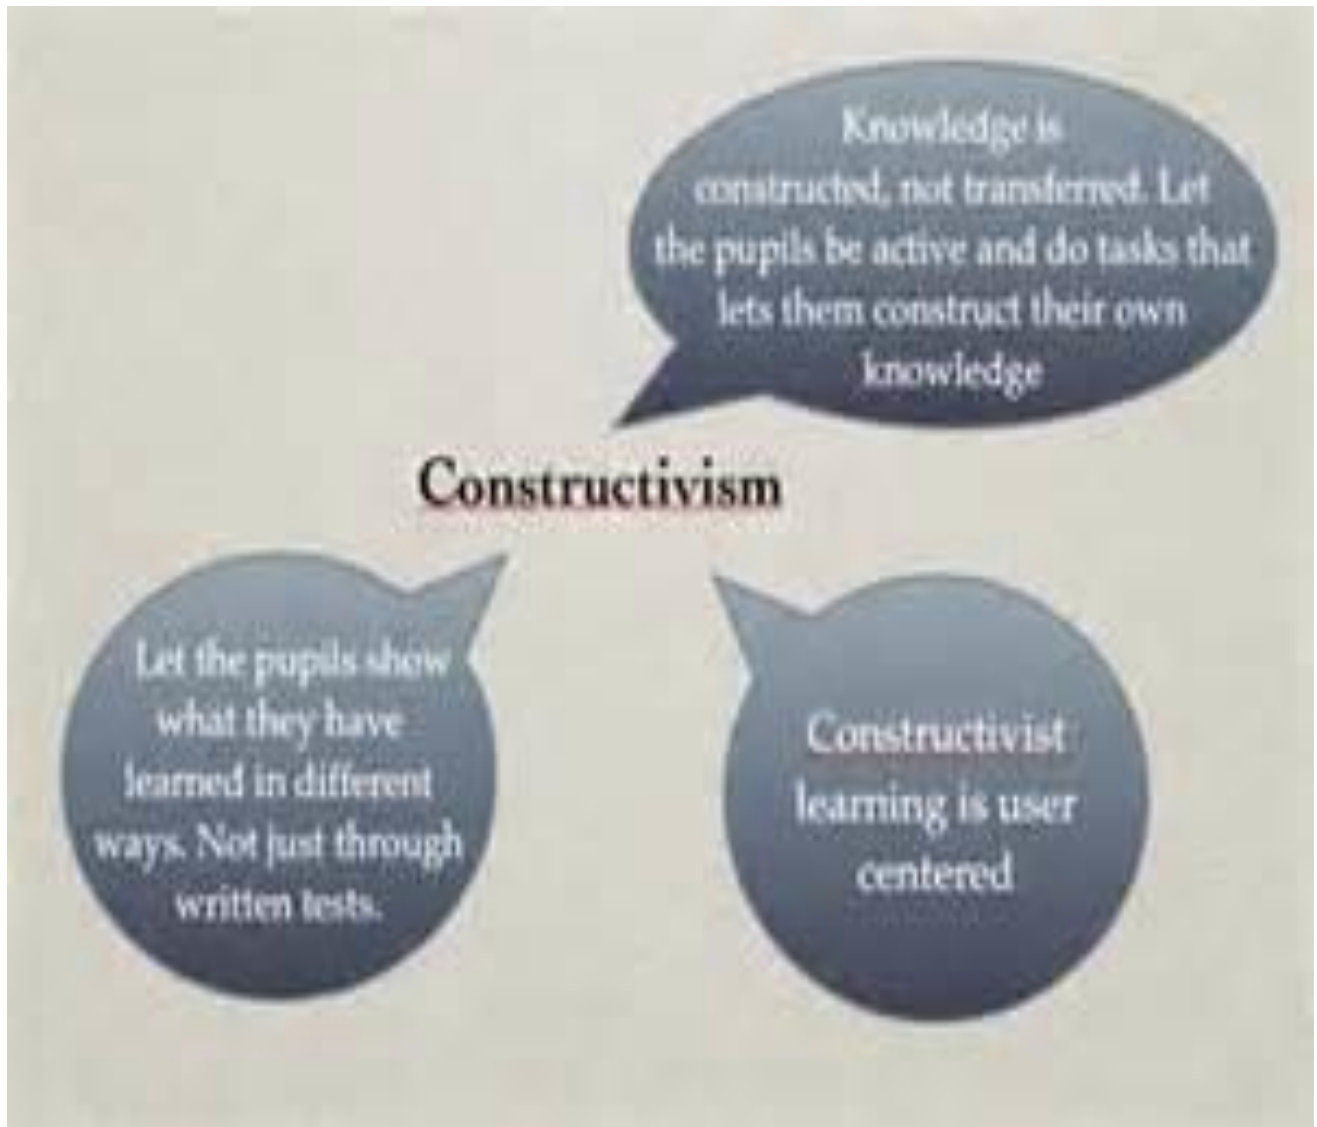 Knowledge is
constructed, not transferred. Let
the pupils be active and do tasks that
lets them construct their own
knowledge
Constructivism
Let the pupils show
what they have
learned in different
ways. Not just through
written tests.
Constructivist
learning is user
centered